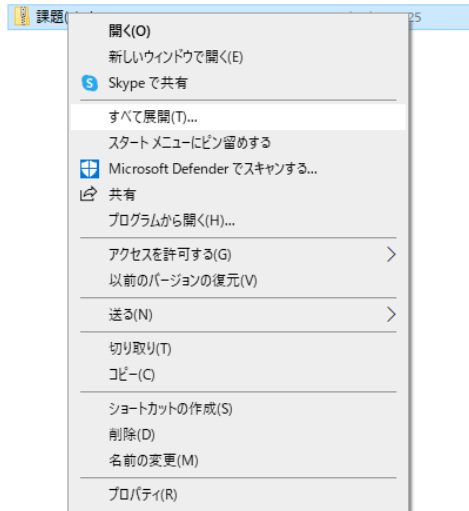 課題(
25
開く(O)
新しいウィンドウで開く(E)
Skype で共有
すべて展開(T)...
スタート メニューにピン留めする
Microsoft Defender でスキャンする...
共有
プログラムから開く(H)...
アクセスを許可する(G)
以前のバージョンの復元(V)
送る(N)
切り取り(T)
コピー(C)
ショートカットの作成(S)
削除(D)
名前の変更(M)
プロパティ(R)